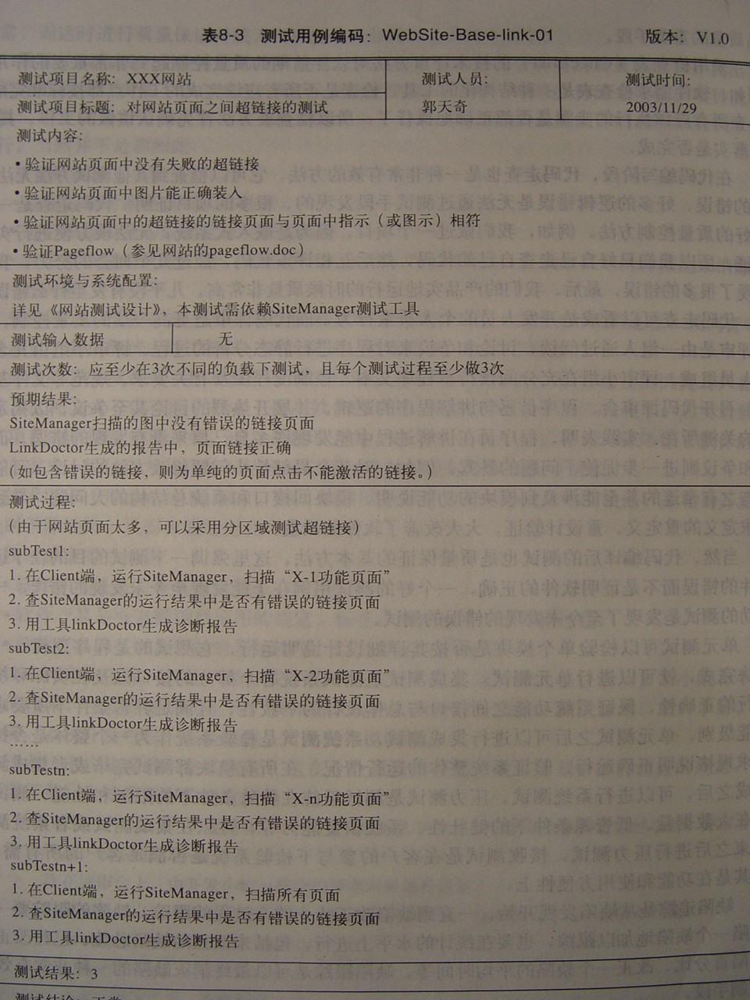 表8-3 测试用例编码：WebSite-Base-link-01 版本：V1.0
测试项目名称：XXX网站 测试人员： 测试时间：
测试项目标题：对网站页面之间超链接的测试 郭天奇 2003/11/29
测试内容：
•验证网站页面中没有失败的超链接
•验证网站页面中图片能正确装入
•验证网站页面中的超链接的链接页面与页面中指示（或图示）相符
•验证Pageflow（参见网站的pageflow.doc）
测试环境与系统配置：
详见《网站测试设计》，本测试需依赖SiteManager测试工具
测试输入数据 无
测试次数：应至少在3次不同的负载下测试，且每个测试过程至少做3次
预期结果：
SiteManager扫描的图中没有错误的链接页面
LinkDoctor生成的报告中，页面链接正确
（如包含错误的链接，则为单纯的页面点击不能激活的链接。）
测试过程：
（由于网站页面太多，可以采用分区域测试超链接）
subTest1:
1. 在Client端，运行SiteManager，扫描“X-1功能页面”
2. 查SiteManager的运行结果中是否有错误的链接页面
3. 用工具linkDoctor生成诊断报告
subTest2:
1. 在Client端，运行SiteManager，扫描“X-2功能页面”
2. 查SiteManager的运行结果中是否有错误的链接页面
3. 用工具linkDoctor生成诊断报告
……
subTestn:
1. 在Client端，运行SiteManager，扫描“X-n功能页面”
2. 查SiteManager的运行结果中是否有错误的链接页面
3. 用工具linkDoctor生成诊断报告
subTestn+1:
1. 在Client端，运行SiteManager，扫描所有页面
2. 查SiteManager的运行结果中是否有错误的链接页面
3. 用工具linkDoctor生成诊断报告
测试结果：3